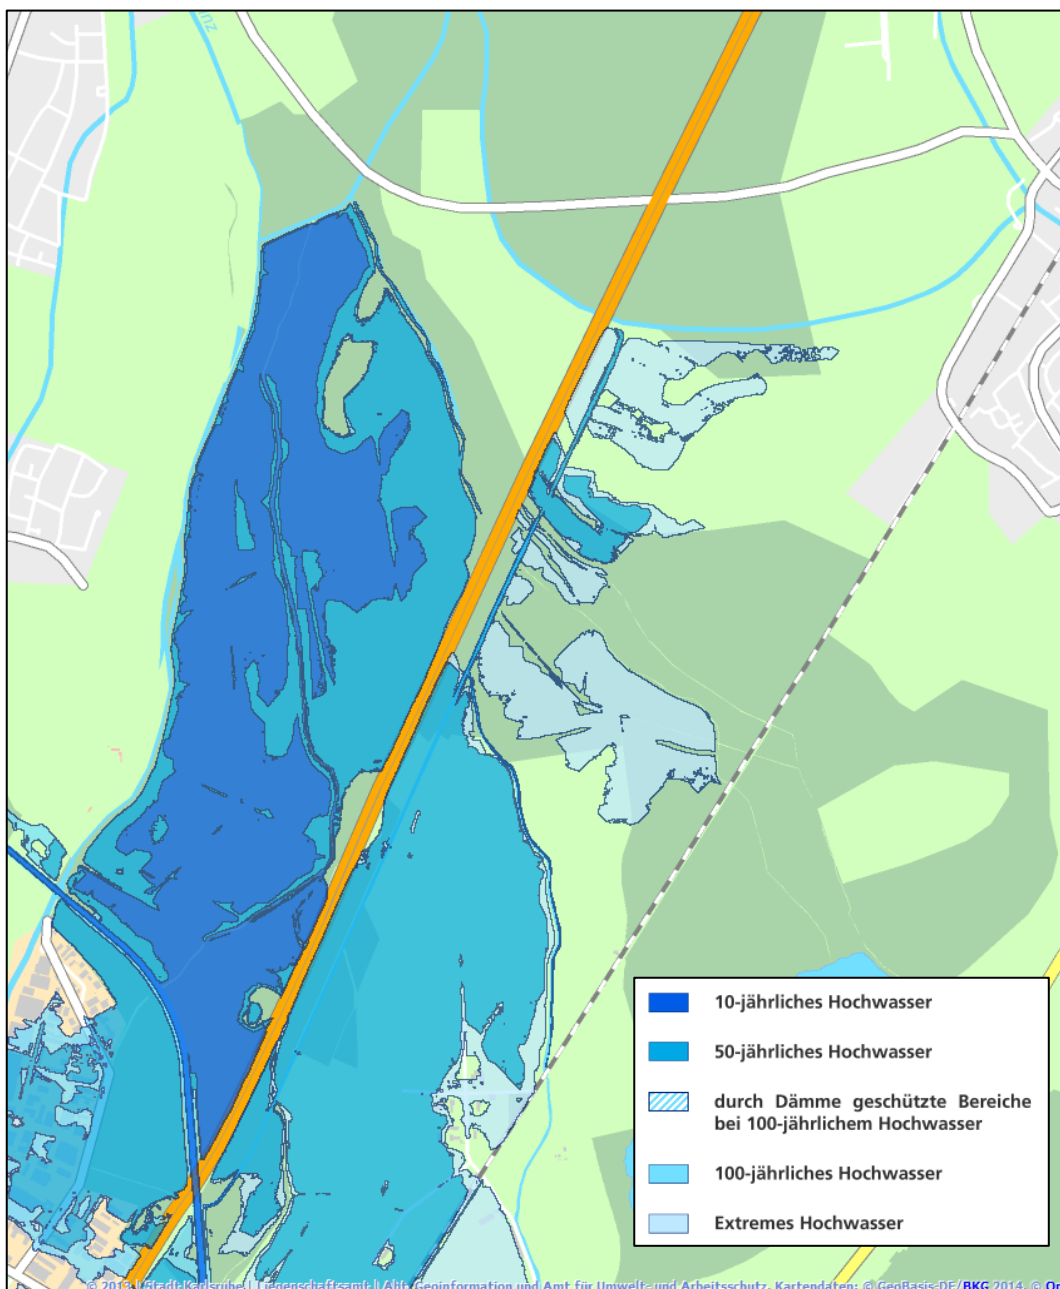 10-jährliches Hochwasser
50-jährliches Hochwasser
durch Dämme geschützte Bereiche
bei 100-jährlichem Hochwasser
100-jährliches Hochwasser
Extremes Hochwasser
© 2013 | Stadt Karlsruhe | Liegenschaftsamt | Abt. Geoinformation und Amt für Umwelt- und Arbeitsschutz, Kartendaten: © GeoBasis-DE/BKG 2014, ©